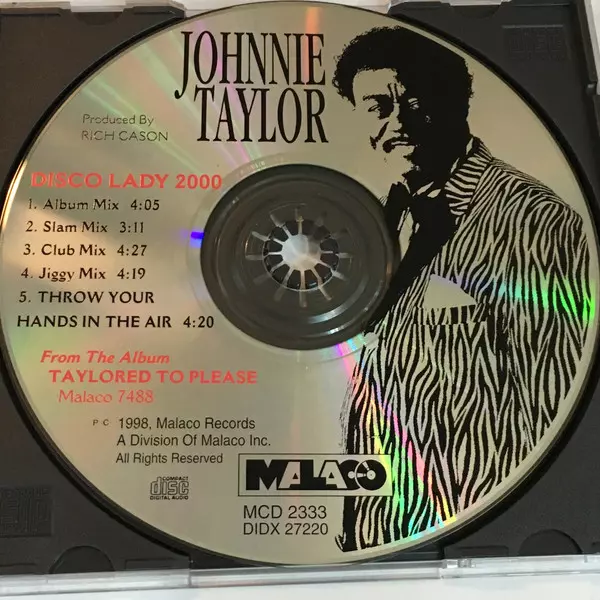 JOHNNIE
TAYLOR
Produced By
RICH CASON
DISCO LADY 2000
1. Album Mix 4:05
2. Slam Mix 3:11
3. Club Mix 4:27
4. Jiggy Mix 4:19
5. THROW YOUR
HANDS IN THE AIR 4:20
From The Album
TAYLORED TO PLEASE
Malaco 7488
P C 1998, Malaco Records
A Division Of Malaco Inc.
All Rights Reserved
COMPACT
disc
DIGITAL AUDIO
MALACO
MCD 2333
DIDX 27220